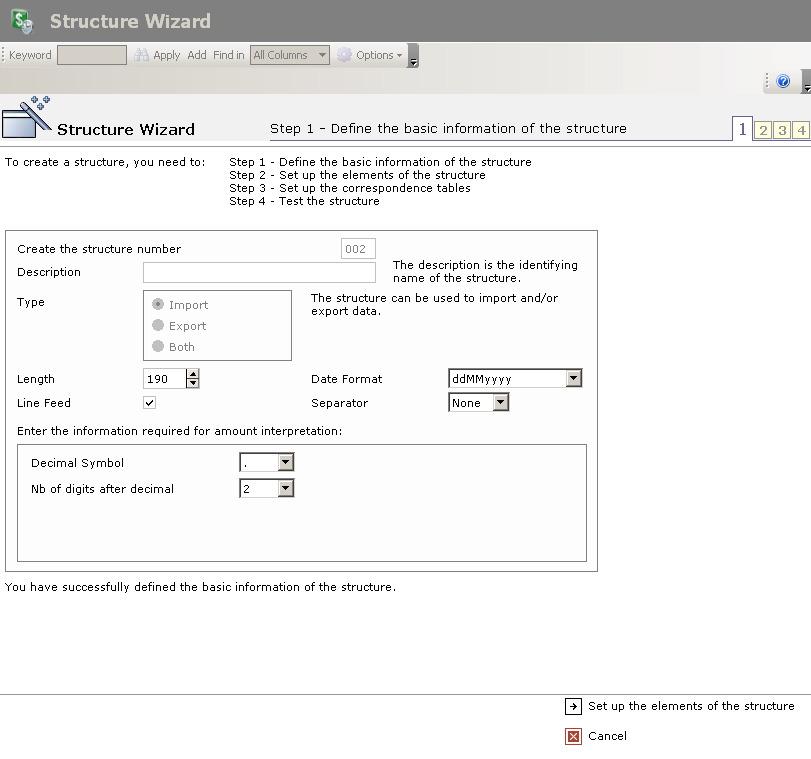 Structure Wizard
Keyword Apply Add Find in All Columns Options
Structure Wizard Step 1 - Define the basic information of the structure 1 2 3 4
To create a structure, you need to: Step 1 - Define the basic information of the structure
Step 2 - Set up the elements of the structure
Step 3 - Set up the correspondence tables
Step 4 - Test the structure
Create the structure number 002
Description The description is the identifying
name of the structure.
Type Import The structure can be used to import and/or
export data.
Export
Both
Length 190 Date Format ddMMyyyy
Line Feed Separator None
Enter the information required for amount interpretation:
Decimal Symbol .
Nb of digits after decimal 2
You have successfully defined the basic information of the structure.
Set up the elements of the structure
Cancel